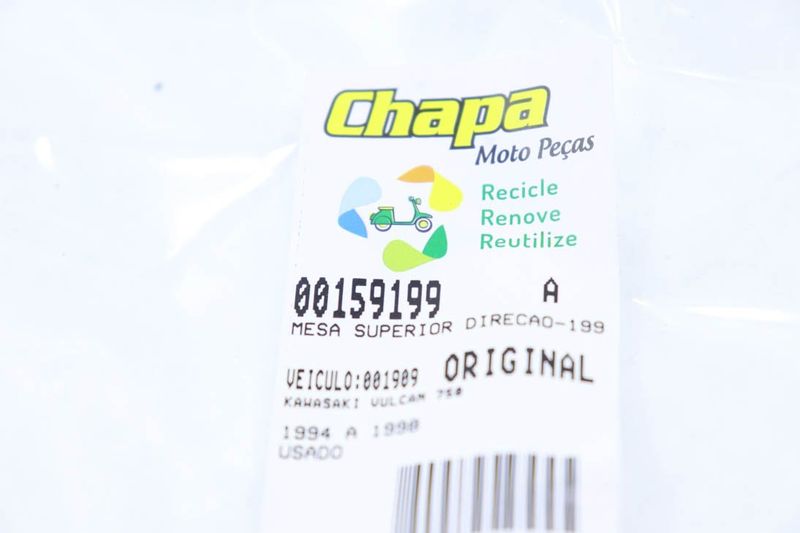 Chapa
Moto Peças
Recicle
Renove
Reutilize
00159199 A
MESA SUPERIOR DIRECAO-199
VEICULO:001909 ORIGINAL
KAWASAKI VULCAN 750
1994 A 1998
USADO